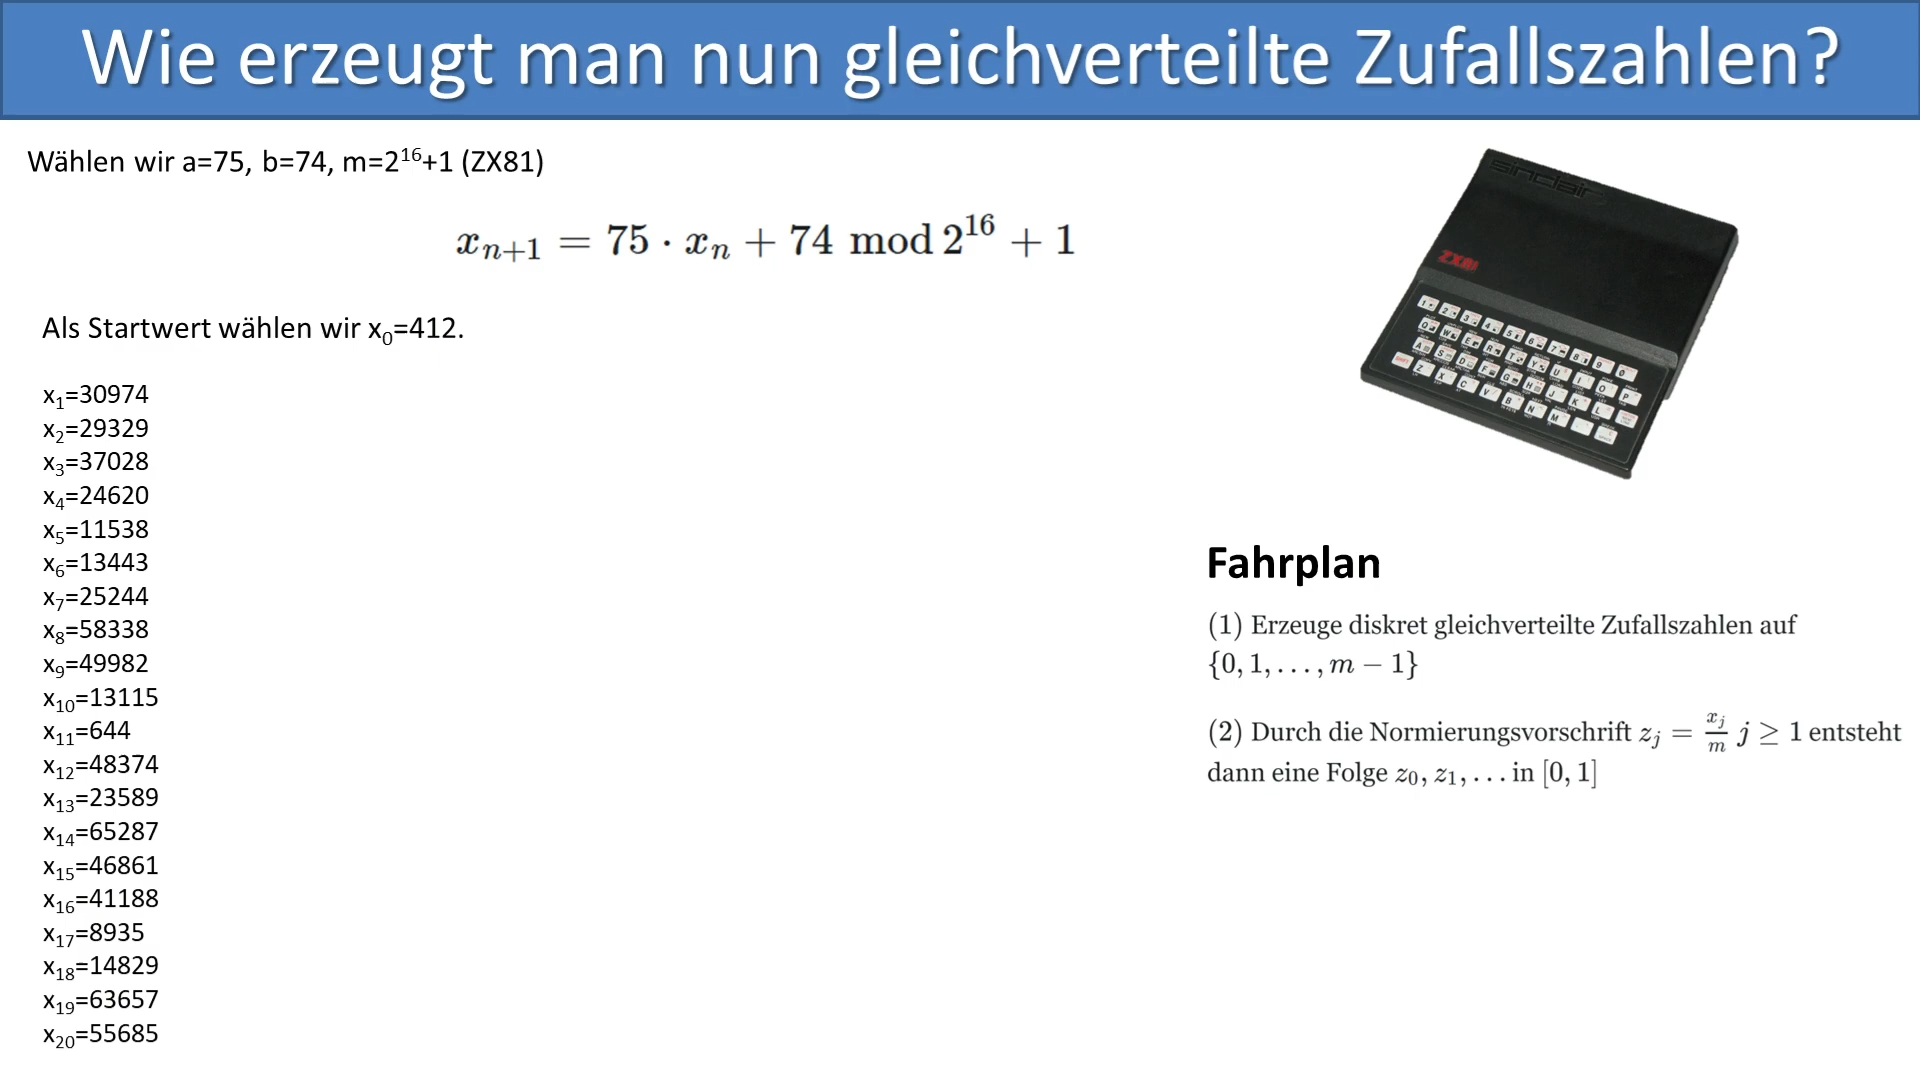 Wie erzeugt man nun gleichverteilte Zufallszahlen?
Wählen wir a=75, b=74, m=2^16+1 (ZX81)
x_{n+1} = 75 · x_n + 74 mod 2^16 + 1
Als Startwert wählen wir x_0=412.
x_1=30974
x_2=29329
x_3=37028
x_4=24620
x_5=11538
x_6=13443
x_7=25244
x_8=58338
x_9=49982
x_10=13115
x_11=644
x_12=48374
x_13=23589
x_14=65287
x_15=46861
x_16=41188
x_17=8935
x_18=14829
x_19=63657
x_20=55685
sinclair
ZX81
Fahrplan
(1) Erzeuge diskret gleichverteilte Zufallszahlen auf
{0, 1, . . . , m − 1}
(2) Durch die Normierungsvorschrift z_j = x_j/m j ≥ 1 entsteht
dann eine Folge z_0, z_1, . . . in [0, 1]